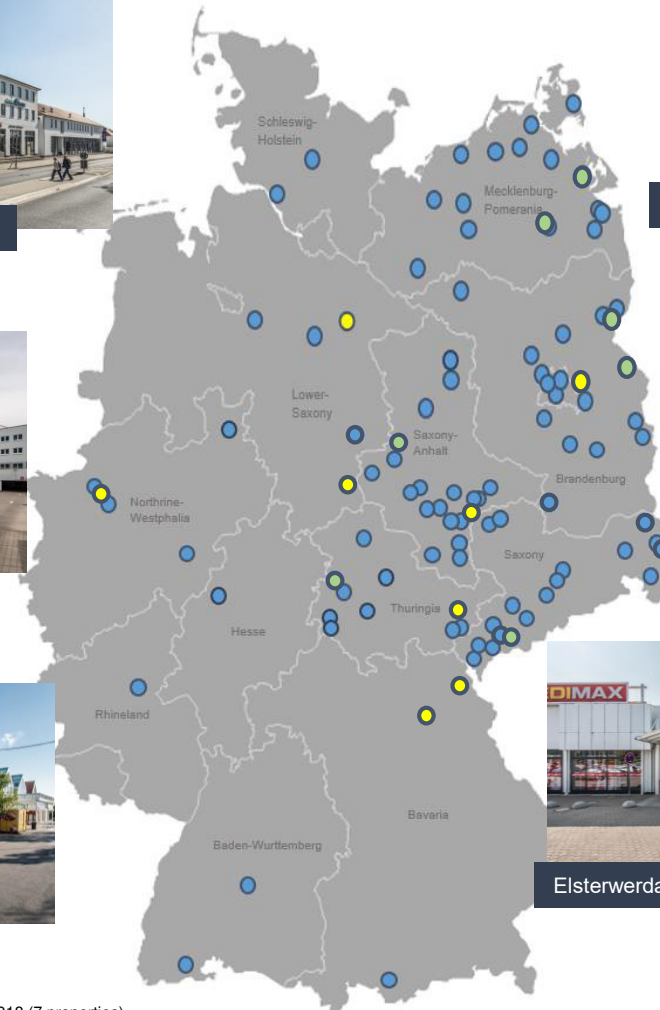 Schleswig-
Holstein
Mecklenburg-
Pomerania
Lower-
Saxony
Saxony-
Anhalt
Brandenburg
Northrine-
Westphalia
Saxony
Thuringia
Hesse
DIMAX
Rhineland
Bavaria
Baden-Wurttemberg
Elsterwerda